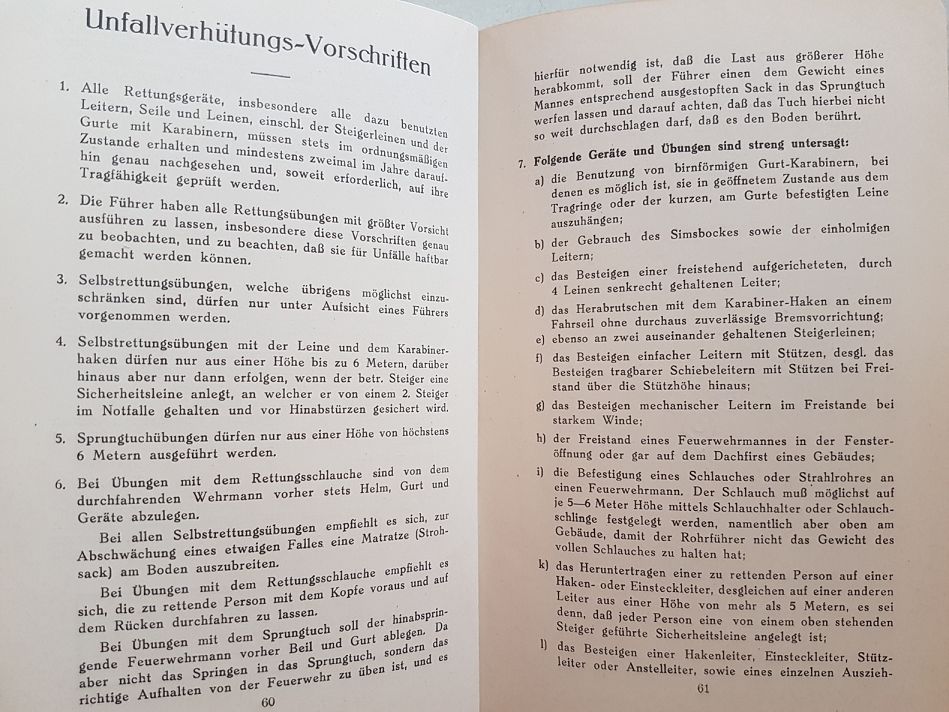 Unfallverhütungs-Vorschriften
1. Alle Rettungsgeräte, insbesondere alle dazu benutzten
Leitern, Seile und Leinen, einschl. der Steigerleinen und der
Gurte mit Karabinern, müssen stets im ordnungsmäßigen
Zustande erhalten und mindestens zweimal im Jahre darauf-
hin genau nachgesehen und, soweit erforderlich, auf ihre
Tragfähigkeit geprüft werden.
2. Die Führer haben alle Rettungsübungen mit größter Vorsicht
ausführen zu lassen, insbesondere diese Vorschriften genau
zu beobachten, und zu beachten, daß sie für Unfälle haftbar
gemacht werden können.
3. Selbstrettungsübungen, welche übrigens möglichst einzu-
schränken sind, dürfen nur unter Aufsicht eines Führers
vorgenommen werden.
4. Selbstrettungsübungen mit der Leine und dem Karabiner-
haken dürfen nur aus einer Höhe bis zu 6 Metern, darüber
hinaus aber nur dann erfolgen, wenn der betr. Steiger eine
Sicherheitsleine anlegt, an welcher er von einem 2. Steiger
im Notfalle gehalten und vor Hinabstürzen gesichert wird.
5. Sprungtuchübungen dürfen nur aus einer Höhe von höchstens
6 Metern ausgeführt werden.
6. Bei Übungen mit dem Rettungsschlauche sind von dem
durchfahrenden Wehrmann vorher stets Helm, Gurt und
Geräte abzulegen.
Bei allen Selbstrettungsübungen empfiehlt es sich, zur
Abschwächung eines etwaigen Falles eine Matratze (Stroh-
sack) am Boden auszubreiten.
Bei Übungen mit dem Rettungsschlauche empfiehlt es
sich, die zu rettende Person mit dem Kopfe voraus und auf
dem Rücken durchfahren zu lassen.
Bei Übungen mit dem Sprungtuch soll der hinabsprin-
gende Feuerwehrmann vorher Beil und Gurt ablegen. Da
aber nicht das Springen in das Sprungtuch, sondern das
richtige Aufhalten von der Feuerwehr zu üben ist, und es
60
hierfür notwendig ist, daß die Last aus größerer Höhe
herabkommt, soll der Führer einen dem Gewicht eines
Mannes entsprechend ausgestopften Sack in das Sprungtuch
werfen lassen und darauf achten, daß das Tuch hierbei nicht
so weit durchschlagen darf, daß es den Boden berührt.
7. Folgende Geräte und Übungen sind streng untersagt:
a) die Benutzung von birnförmigen Gurt-Karabinern, bei
denen es möglich ist, sie in geöffnetem Zustande aus dem
Tragringe oder der kurzen, am Gurte befestigten Leine
auszuhängen;
b) der Gebrauch des Simsbockes sowie der einholmigen
Leitern;
c) das Besteigen einer freistehend aufgericheteten, durch
4 Leinen senkrecht gehaltenen Leiter;
d) das Herabrutschen mit dem Karabiner-Haken an einem
Fahrseil ohne durchaus zuverlässige Bremsvorrichtung;
e) ebenso an zwei auseinander gehaltenen Steigerleinen;
f) das Besteigen einfacher Leitern mit Stützen, desgl. das
Besteigen tragbarer Schiebeleitern mit Stützen bei Frei-
stand über die Stützhöhe hinaus;
g) das Besteigen mechanischer Leitern im Freistande bei
starkem Winde;
h) der Freistand eines Feuerwehrmannes in der Fenster-
öffnung oder gar auf dem Dachfirst eines Gebäudes;
i) die Befestigung eines Schlauches oder Strahlrohres an
einen Feuerwehrmann. Der Schlauch muß möglichst auf
je 5—6 Meter Höhe mittels Schlauchhalter oder Schlauch-
schlinge festgelegt werden, namentlich aber oben am
Gebäude, damit der Rohrführer nicht das Gewicht des
vollen Schlauches zu halten hat;
k) das Heruntertragen einer zu rettenden Person auf einer
Haken- oder Einsteckleiter, desgleichen auf einer anderen
Leiter aus einer Höhe von mehr als 5 Metern, es sei
denn, daß jeder Person eine von einem oben stehenden
Steiger geführte Sicherheitsleine angelegt ist;
l) das Besteigen einer Hakenleiter, Einsteckleiter, Stütz-
leiter oder Anstelleiter, sowie eines einzelnen Auszieh-
61